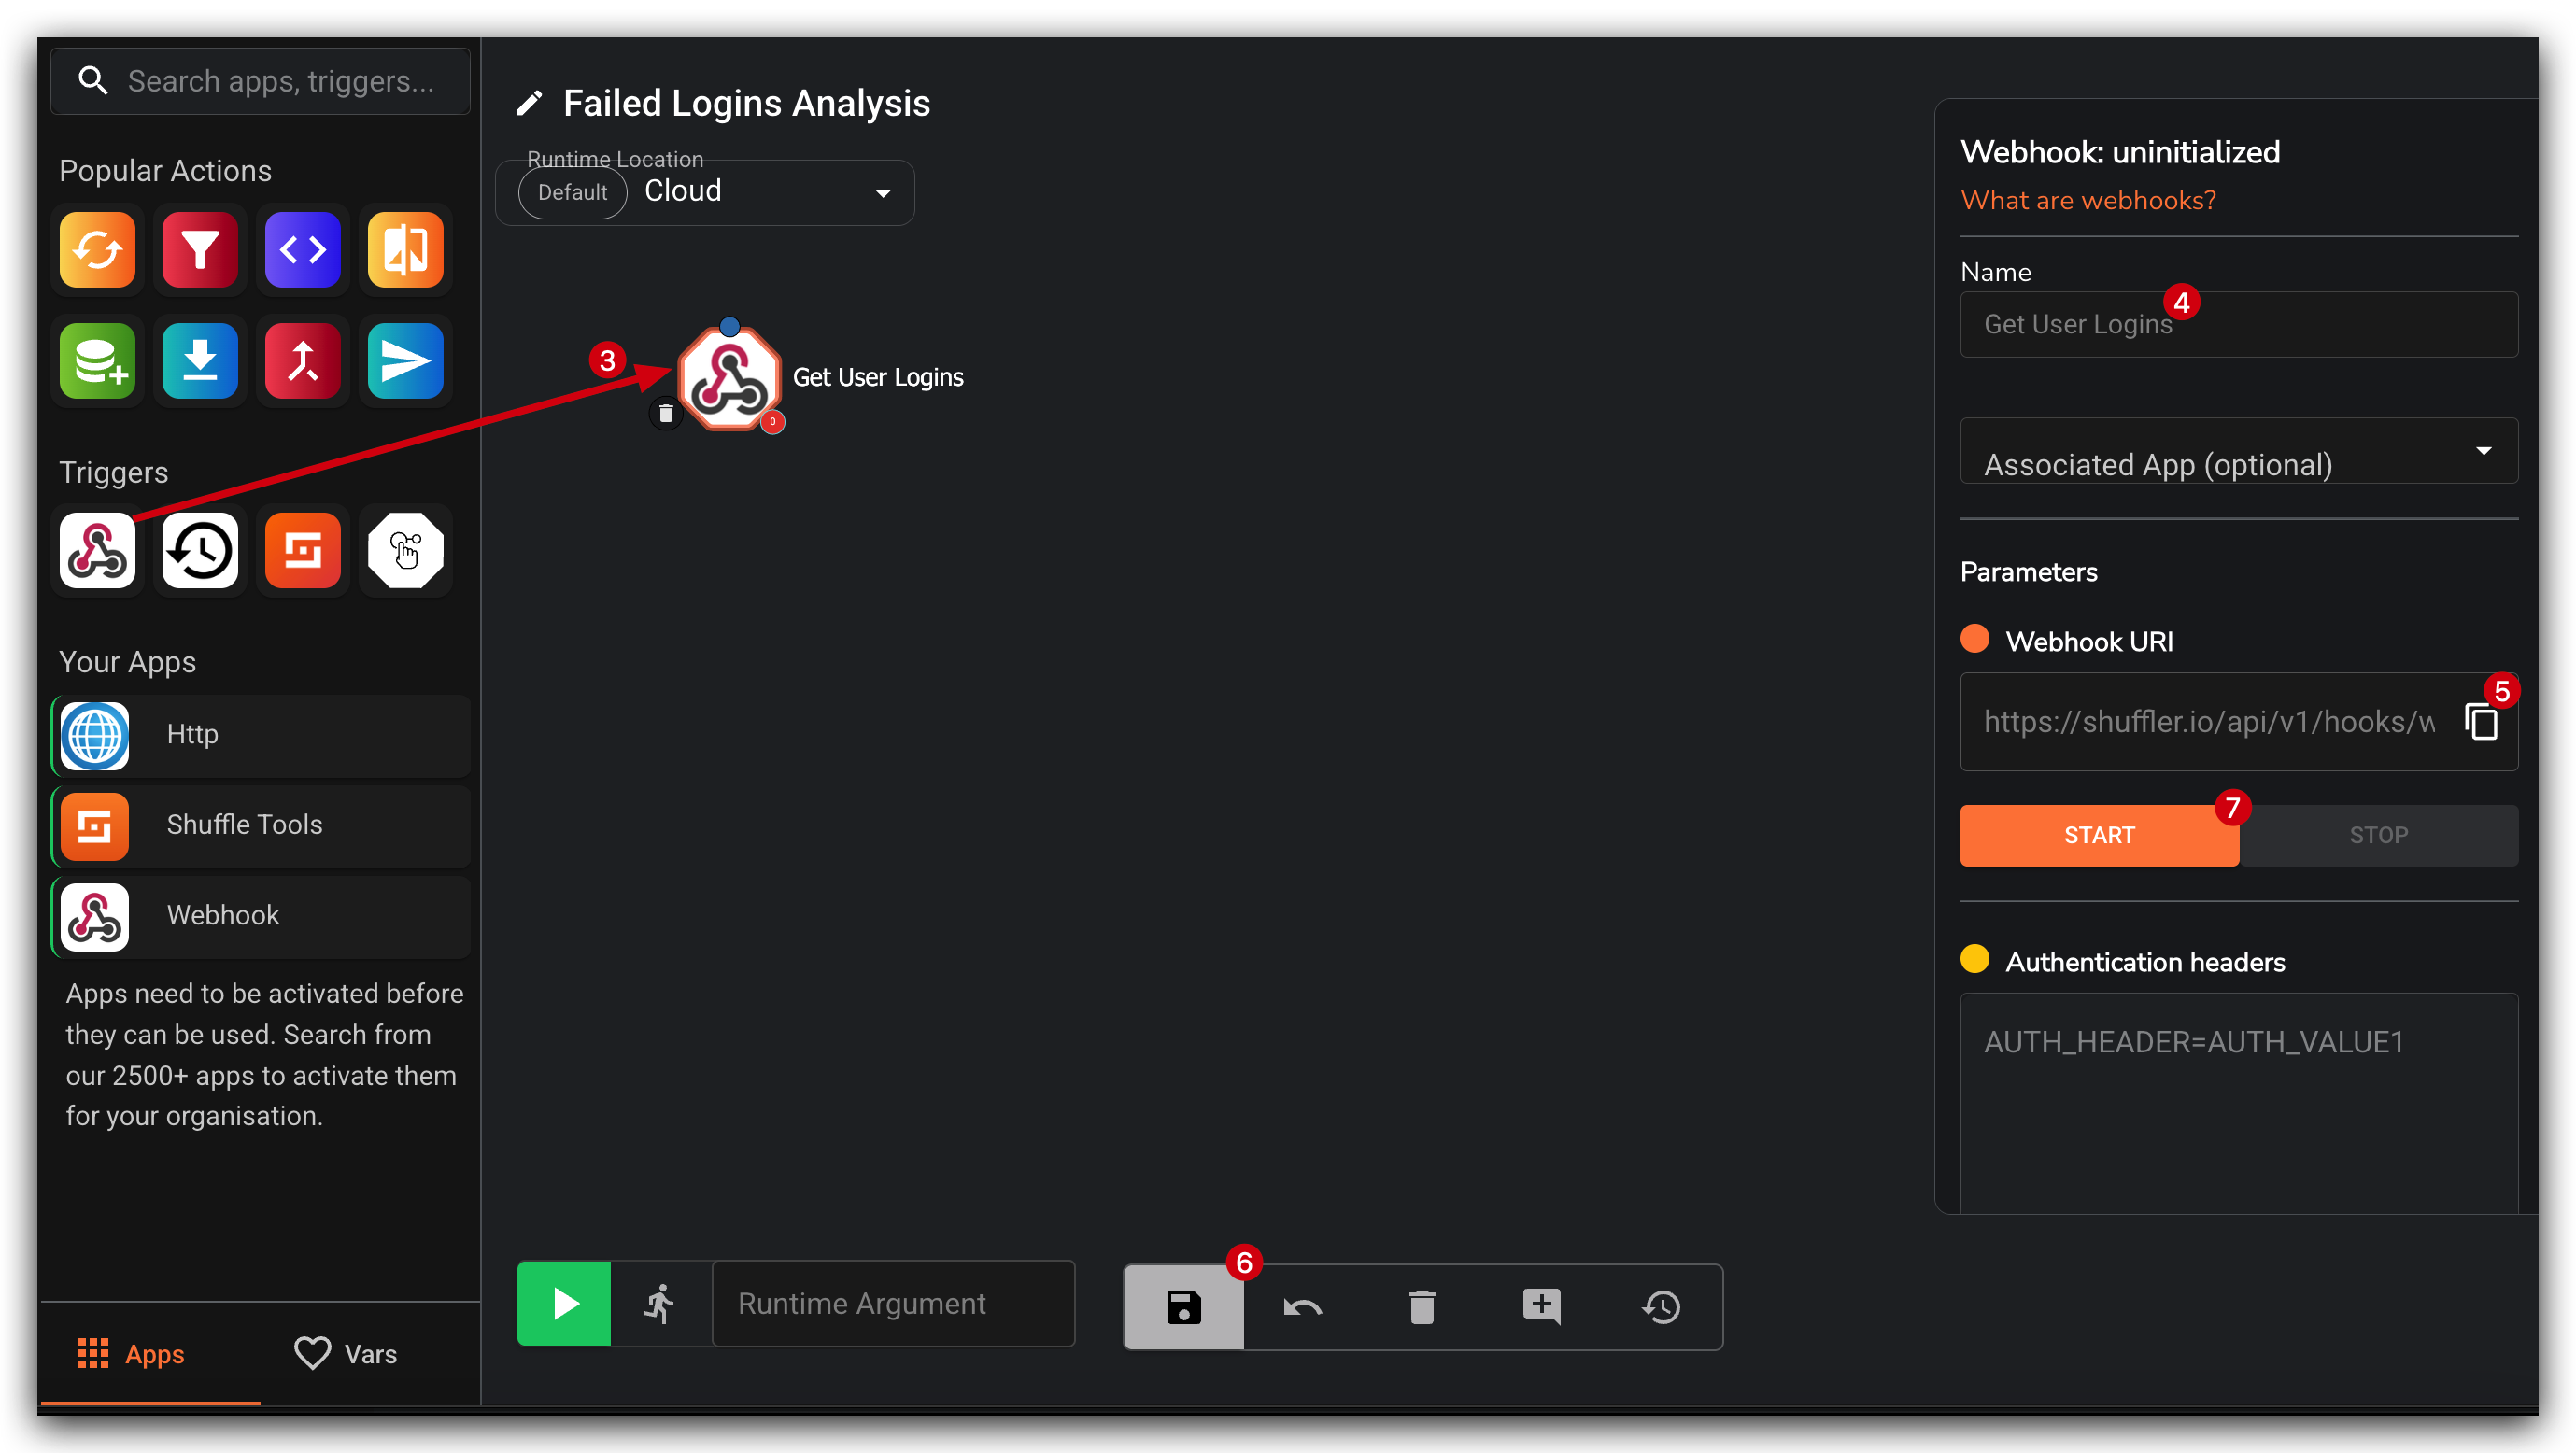 Search apps, triggers...
Popular Actions
Triggers
Your Apps
Http
Shuffle Tools
Webhook
Apps need to be activated before
they can be used. Search from
our 2500+ apps to activate them
for your organisation.
Apps
Vars
Failed Logins Analysis
Runtime Location
Default
Cloud
3
Get User Logins
0
Runtime Argument
6
Webhook: uninitialized
What are webhooks?
Name
4
Get User Logins
Associated App (optional)
Parameters
Webhook URI
5
https://shuffler.io/api/v1/hooks/w
7
START
STOP
Authentication headers
AUTH_HEADER=AUTH_VALUE1